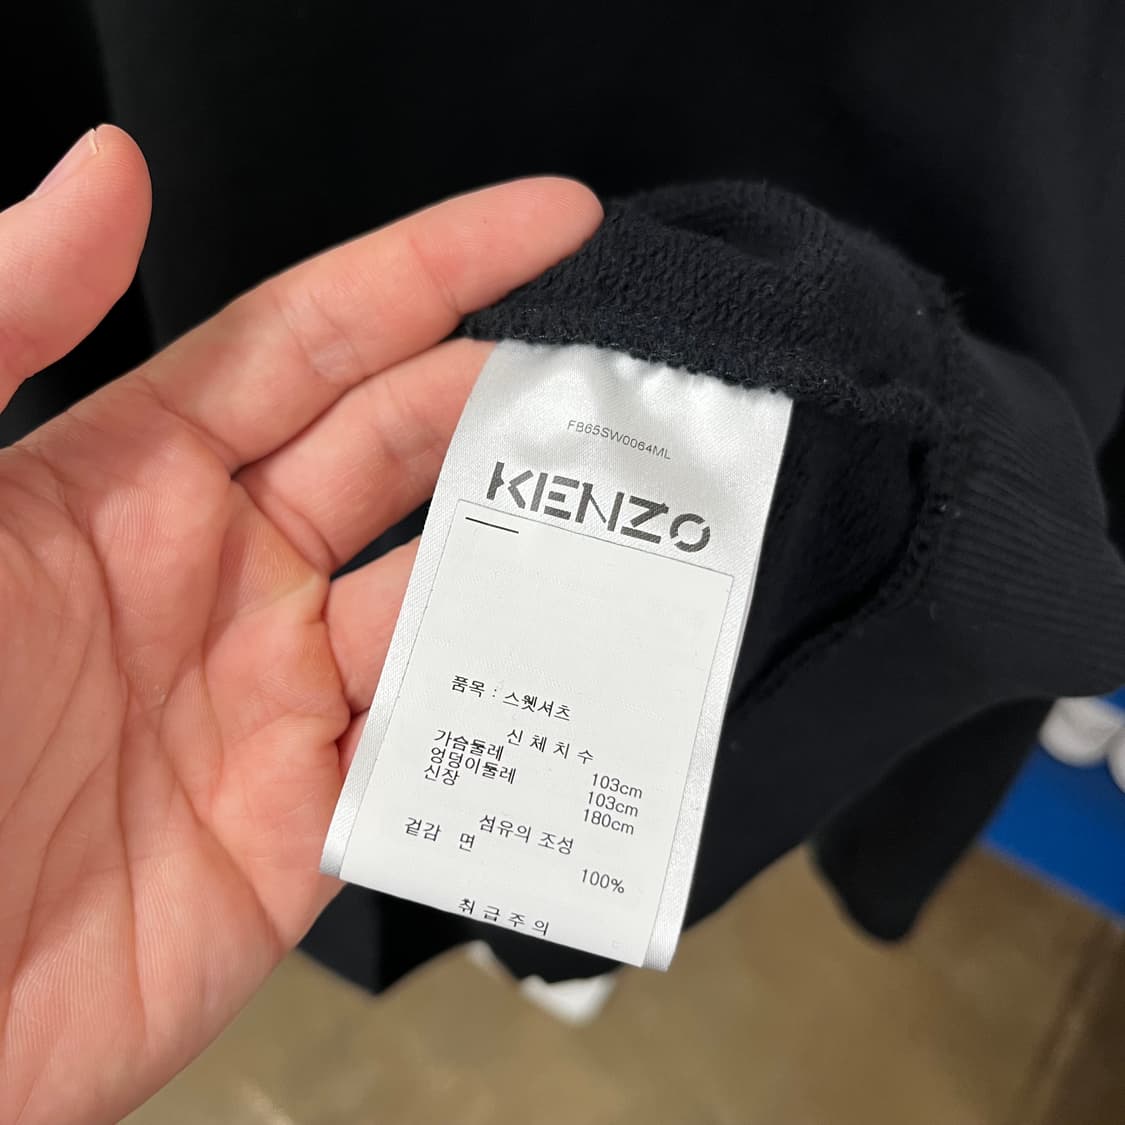 FB65SW0064ML
KENZO
품목 : 스웻셔츠
신 체 치 수
가슴둘레 103cm
엉덩이둘레 103cm
신장 180cm
섬유의 조성
겉감 면 100%
취 급 주 의